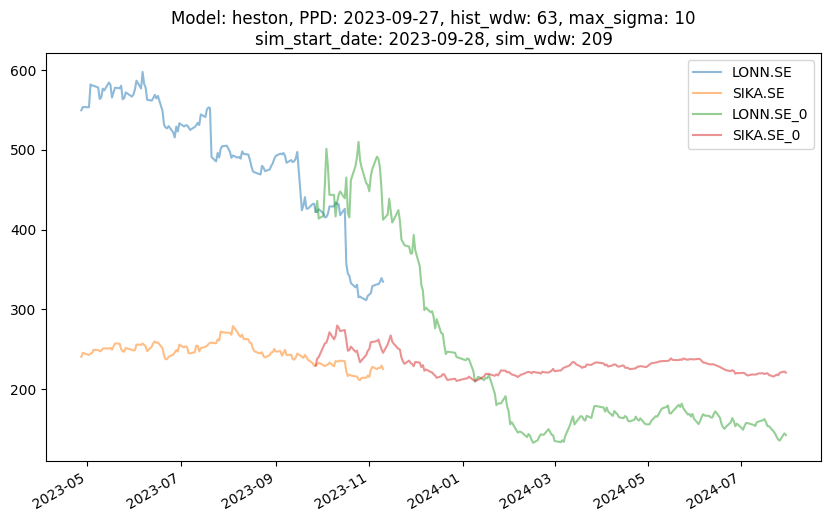 Model: heston, PPD: 2023-09-27, hist_wdw: 63, max_sigma: 10
sim_start_date: 2023-09-28, sim_wdw: 209
LONN.SE
SIKA.SE
LONN.SE_0
SIKA.SE_0
600
500
400
300
200
2023-05
2023-07
2023-09
2023-11
2024-01
2024-03
2024-05
2024-07